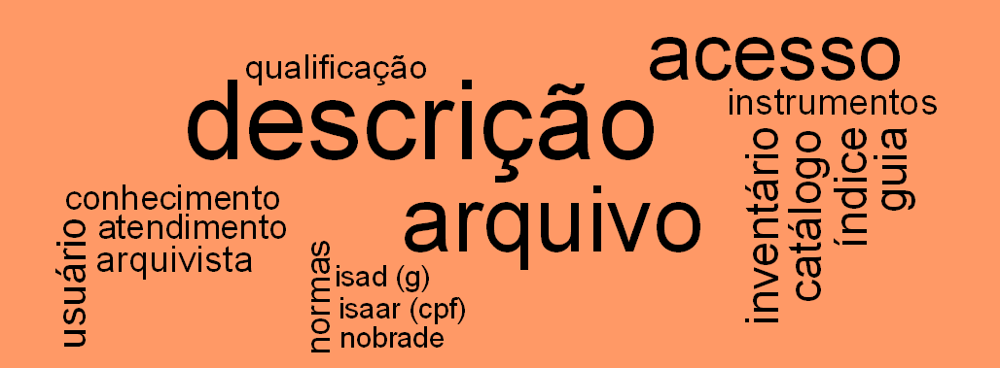 qualificação
descrição
acesso
instrumentos
inventário
catálogo
índice
guia
arquivo
conhecimento
atendimento
arquivista
usuário
normas
isad (g)
isaar (cpf)
nobrade